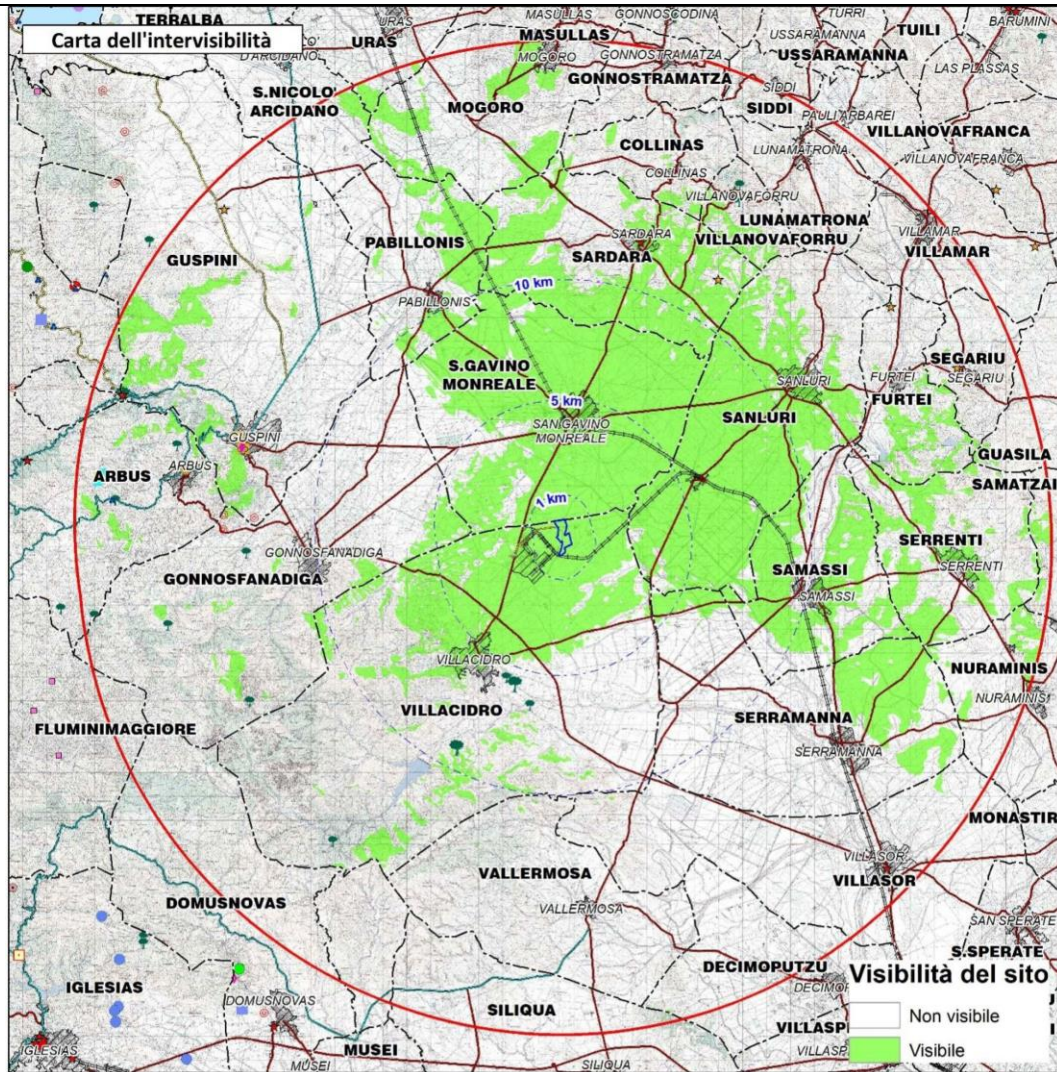 Carta dell'intervisibilità
TERRALBA
D'ARCIDANO
URAS
URAS
MASULLAS
GONNOSCODINA
TURRI
TUILI
BARUMINI
MASULLAS
MOGORO
GONNOSTRAMATZA
USSARAMANNA
USSARAMANNA
LAS PLASSAS
GONNOSTRAMATZA
SIDDI
SIDDI
S.NICOLO'
ARCIDANO
MOGORO
PAULI ARBAREI
VILLANOVAFRANCA
COLLINAS
LUNAMATRONA
VILLANOVAFRANCA
COLLINAS
VILLANOVAFORRU
LUNAMATRONA
VILLANOVAFORRU
VILLAMAR
VILLAMAR
PABILLONIS
SARDARA
SARDARA
GUSPINI
10 km
PABILLONIS
S.GAVINO
MONREALE
SEGARIU
SEGARIU
FURTEI
FURTEI
SANLURI
SANLURI
5 km
SAN GAVINO
MONREALE
GUSPINI
GUASILA
SAMATZAI
ARBUS
ARBUS
1 km
SERRENTI
SERRENTI
GONNOSFANADIGA
GONNOSFANADIGA
SAMASSI
SAMASSI
VILLACIDRO
NURAMINIS
NURAMINIS
VILLACIDRO
FLUMINIMAGGIORE
SERRAMANNA
SERRAMANNA
MONASTIR
VILLASOR
VILLASOR
VALLERMOSA
VALLERMOSA
DOMUSNOVAS
SAN SPERATE
S.SPERATE
DECIMOPUTZU
IGLESIAS
DOMUSNOVAS
SILIQUA
MUSEI
IGLESIAS
MUSEI
SILIQUA
Visibilità del sito
Non visibile
Visibile